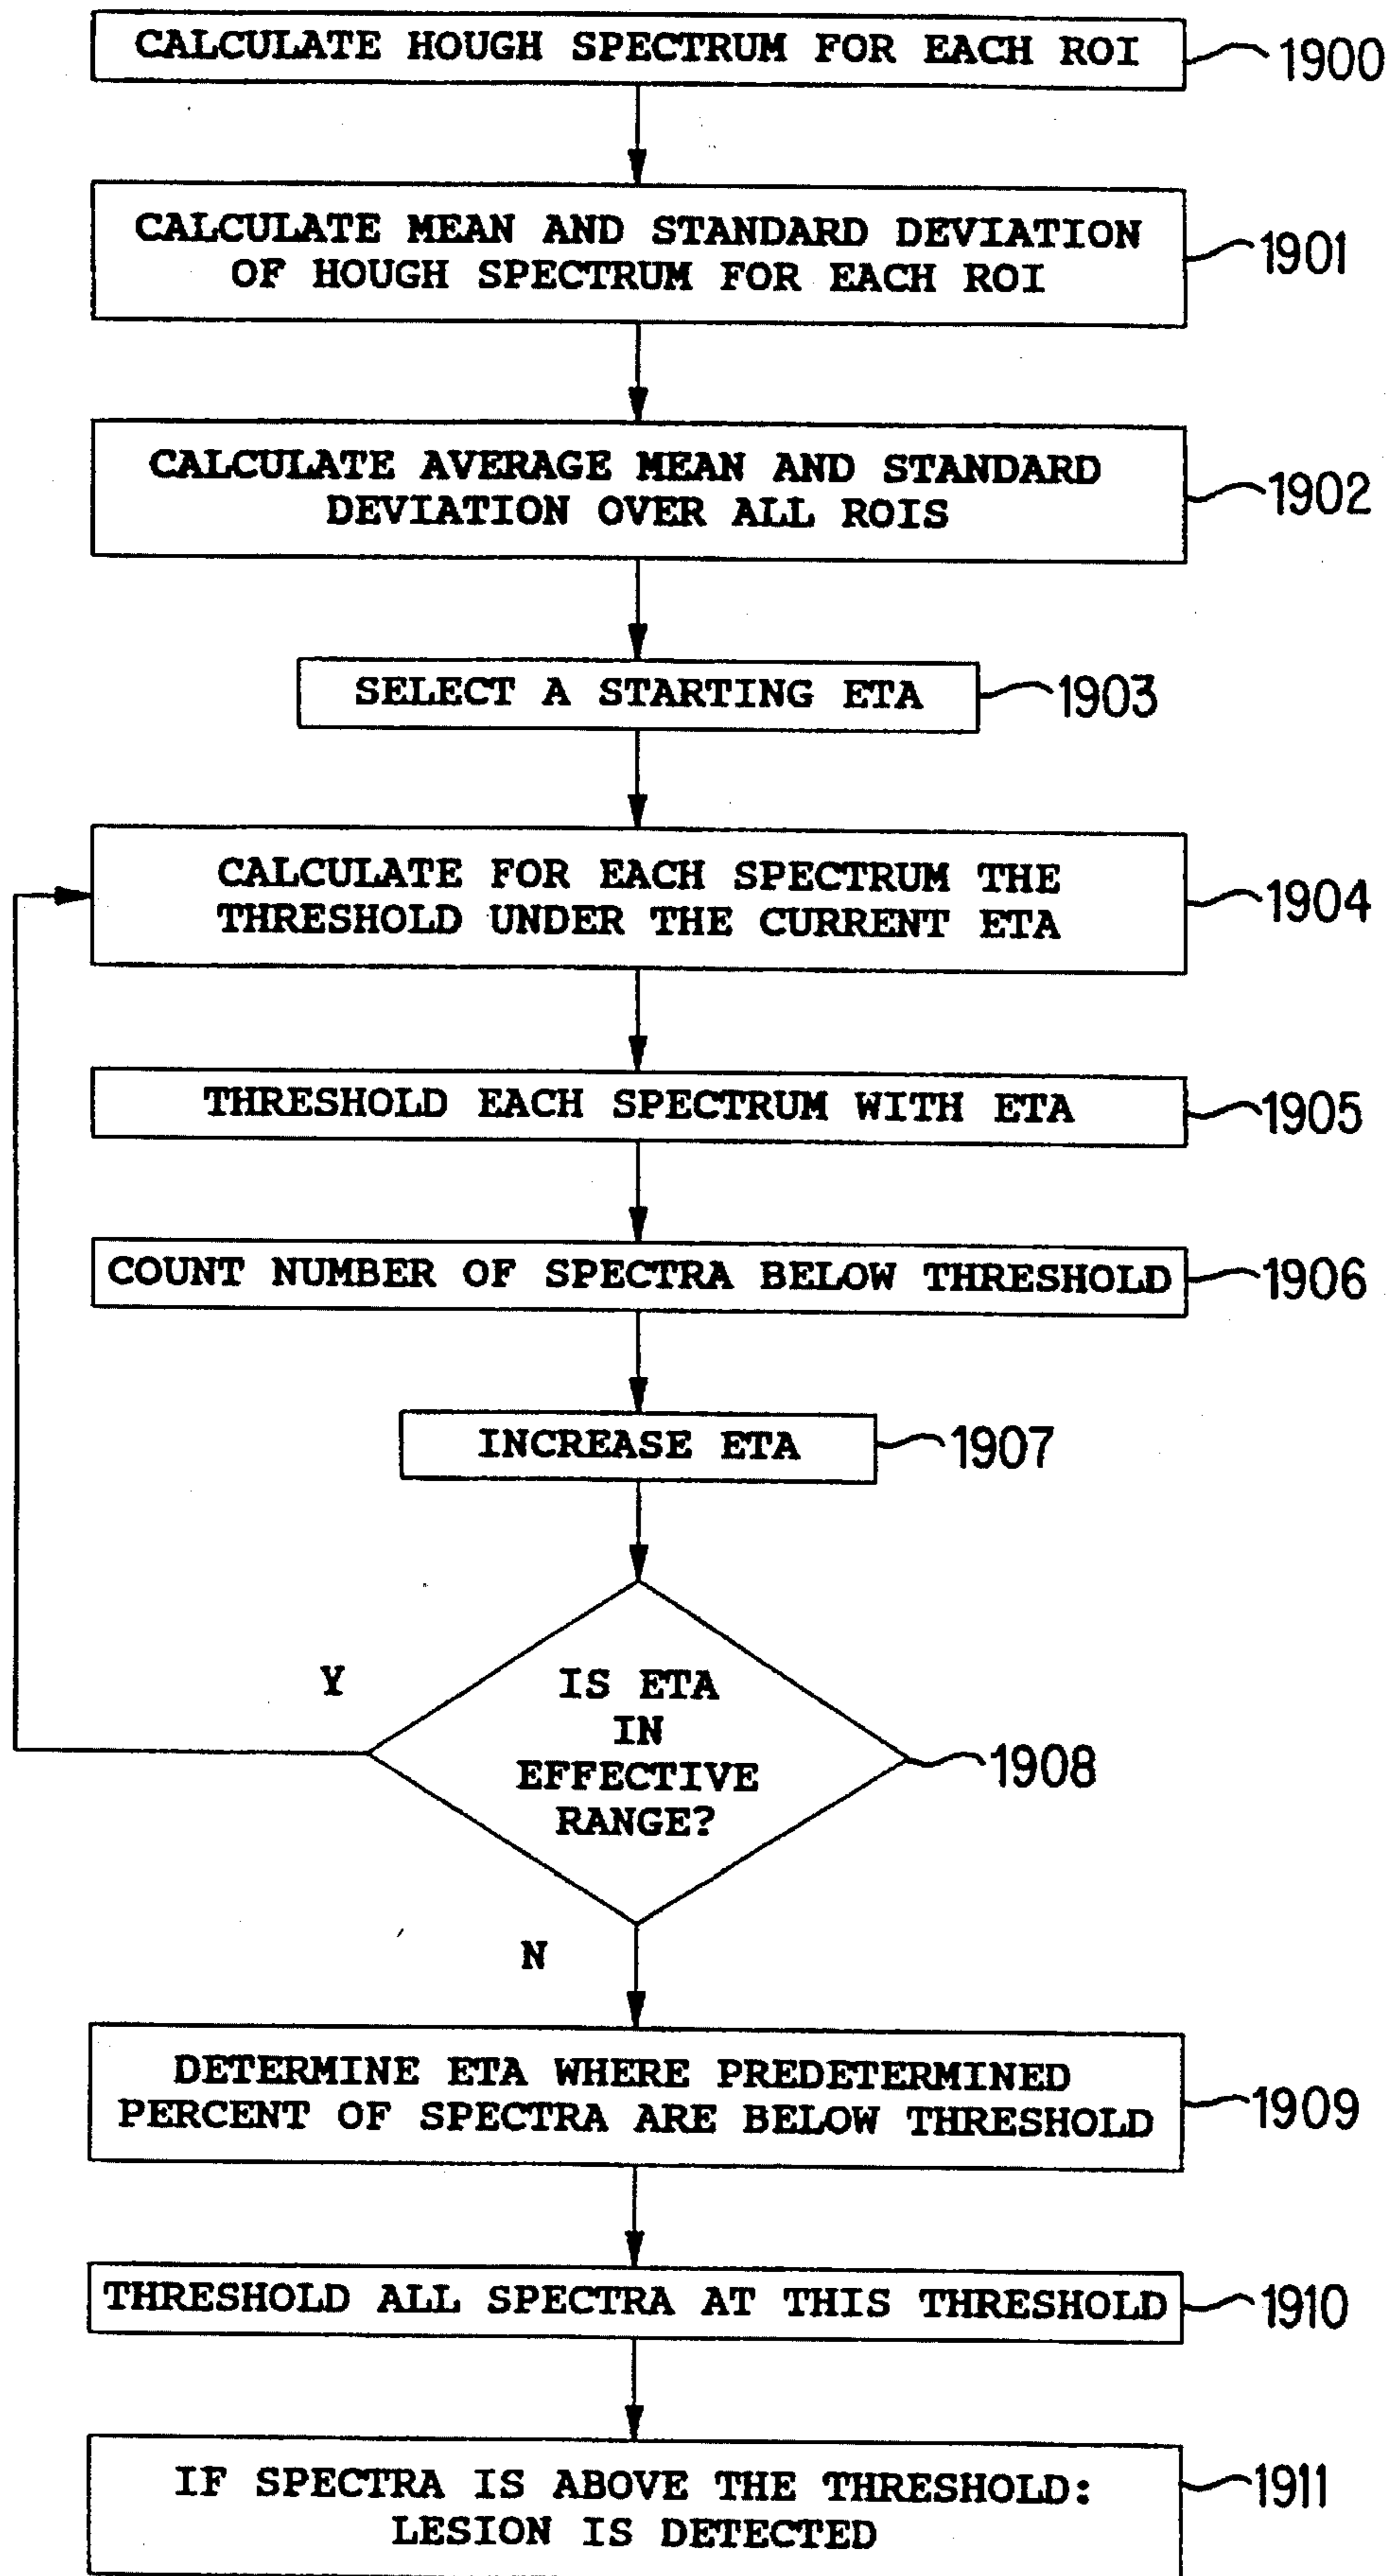 CALCULATE HOUGH SPECTRUM FOR EACH ROI
1900
CALCULATE MEAN AND STANDARD DEVIATION
OF HOUGH SPECTRUM FOR EACH ROI
1901
CALCULATE AVERAGE MEAN AND STANDARD
DEVIATION OVER ALL ROIS
1902
SELECT A STARTING ETA
1903
CALCULATE FOR EACH SPECTRUM THE
THRESHOLD UNDER THE CURRENT ETA
1904
THRESHOLD EACH SPECTRUM WITH ETA
1905
COUNT NUMBER OF SPECTRA BELOW THRESHOLD
1906
INCREASE ETA
1907
Y
IS ETA
IN
EFFECTIVE
RANGE?
1908
N
DETERMINE ETA WHERE PREDETERMINED
PERCENT OF SPECTRA ARE BELOW THRESHOLD
1909
THRESHOLD ALL SPECTRA AT THIS THRESHOLD
1910
IF SPECTRA IS ABOVE THE THRESHOLD:
LESION IS DETECTED
1911